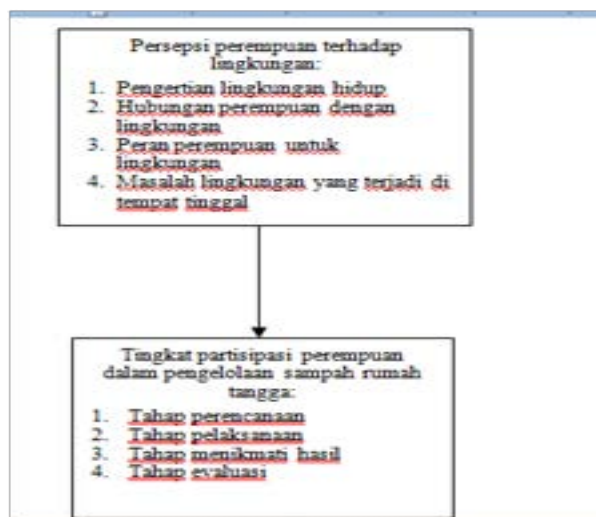 Persepsi perempuan terhadap
lingkungan:
1. Pengertian lingkungan hidup
2. Hubungan perempuan dengan
lingkungan
3. Peran perempuan untuk
lingkungan
4. Masalah lingkungan yang terjadi di
tempat tinggal
Tingkat partisipasi perempuan
dalam pengelolaan sampah rumah
tangga:
1. Tahap perencanaan
2. Tahap pelaksanaan
3. Tahap menikmati hasil
4. Tahap evaluasi